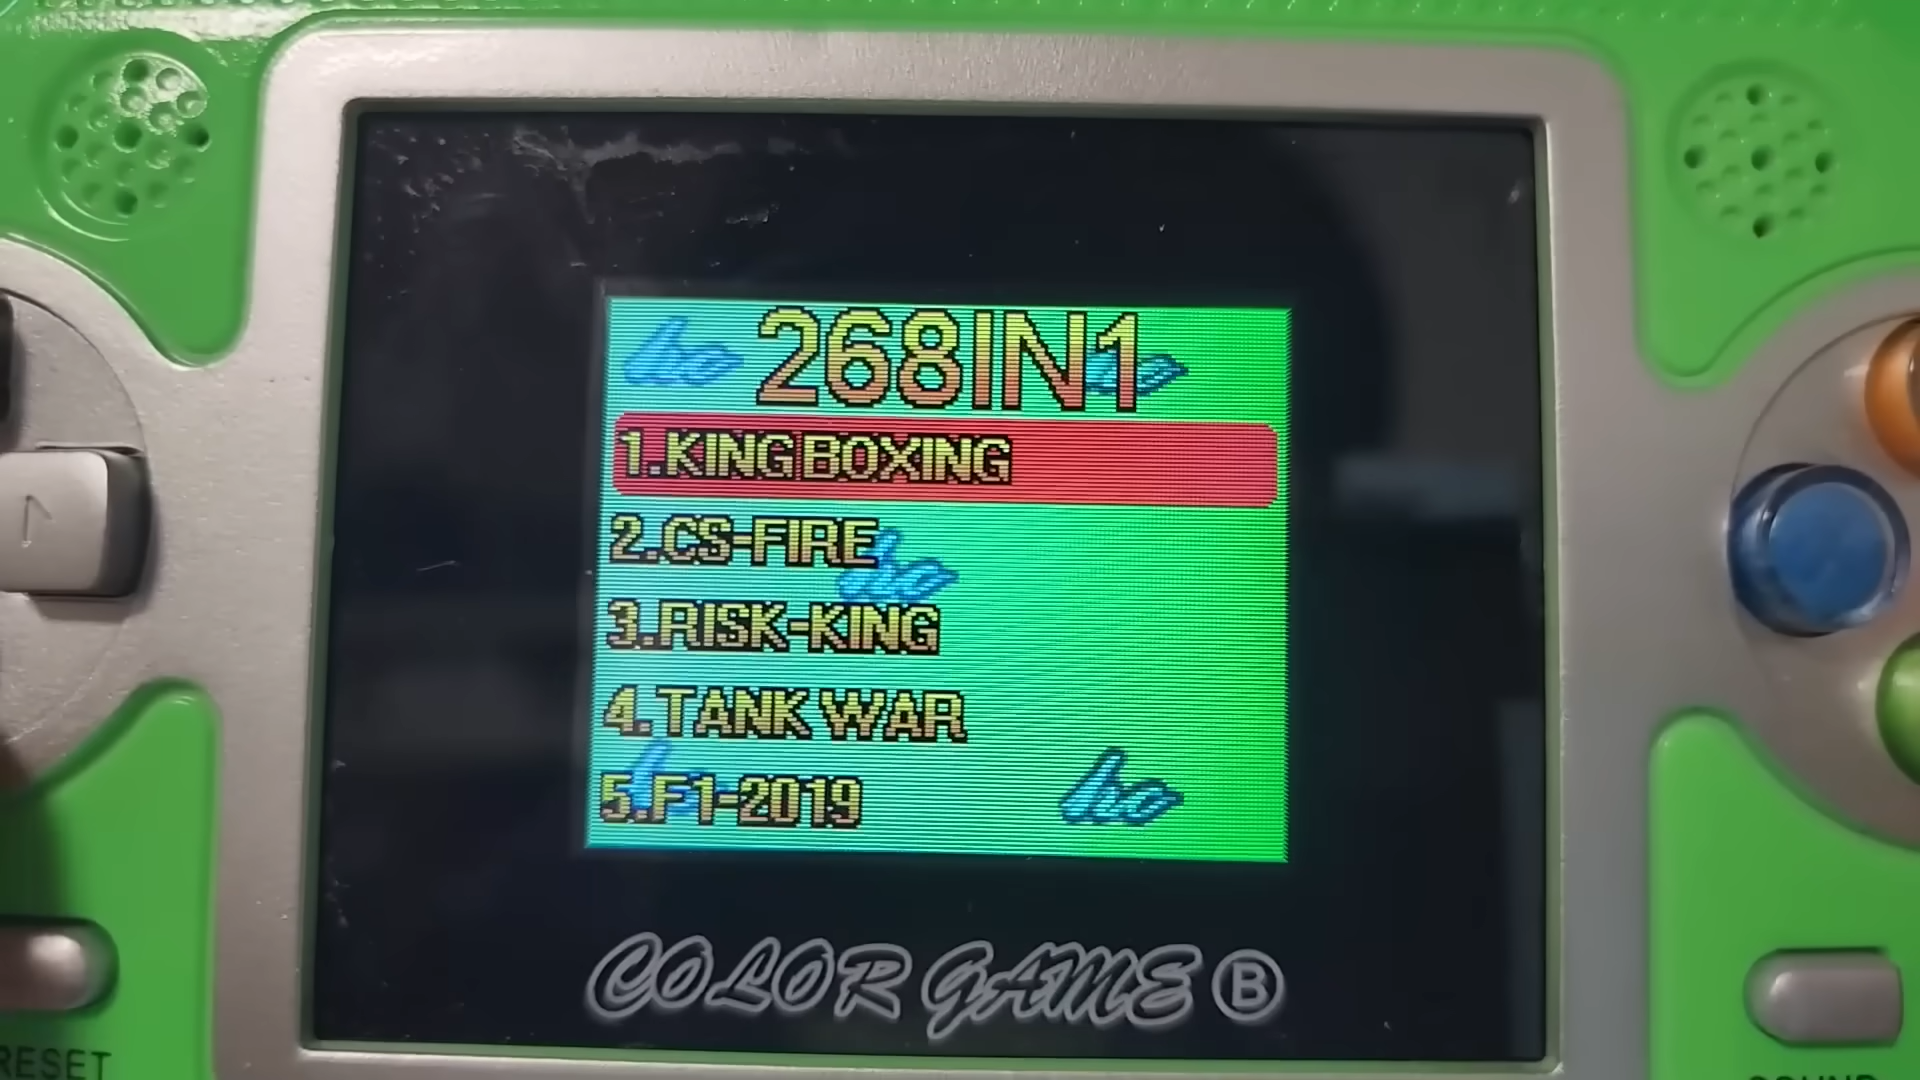 268IN1
1.KING BOXING
2.CS-FIRE
3.RISK-KING
4.TANK WAR
5.F1-2019
COLOR GAME Ⓑ
RESET